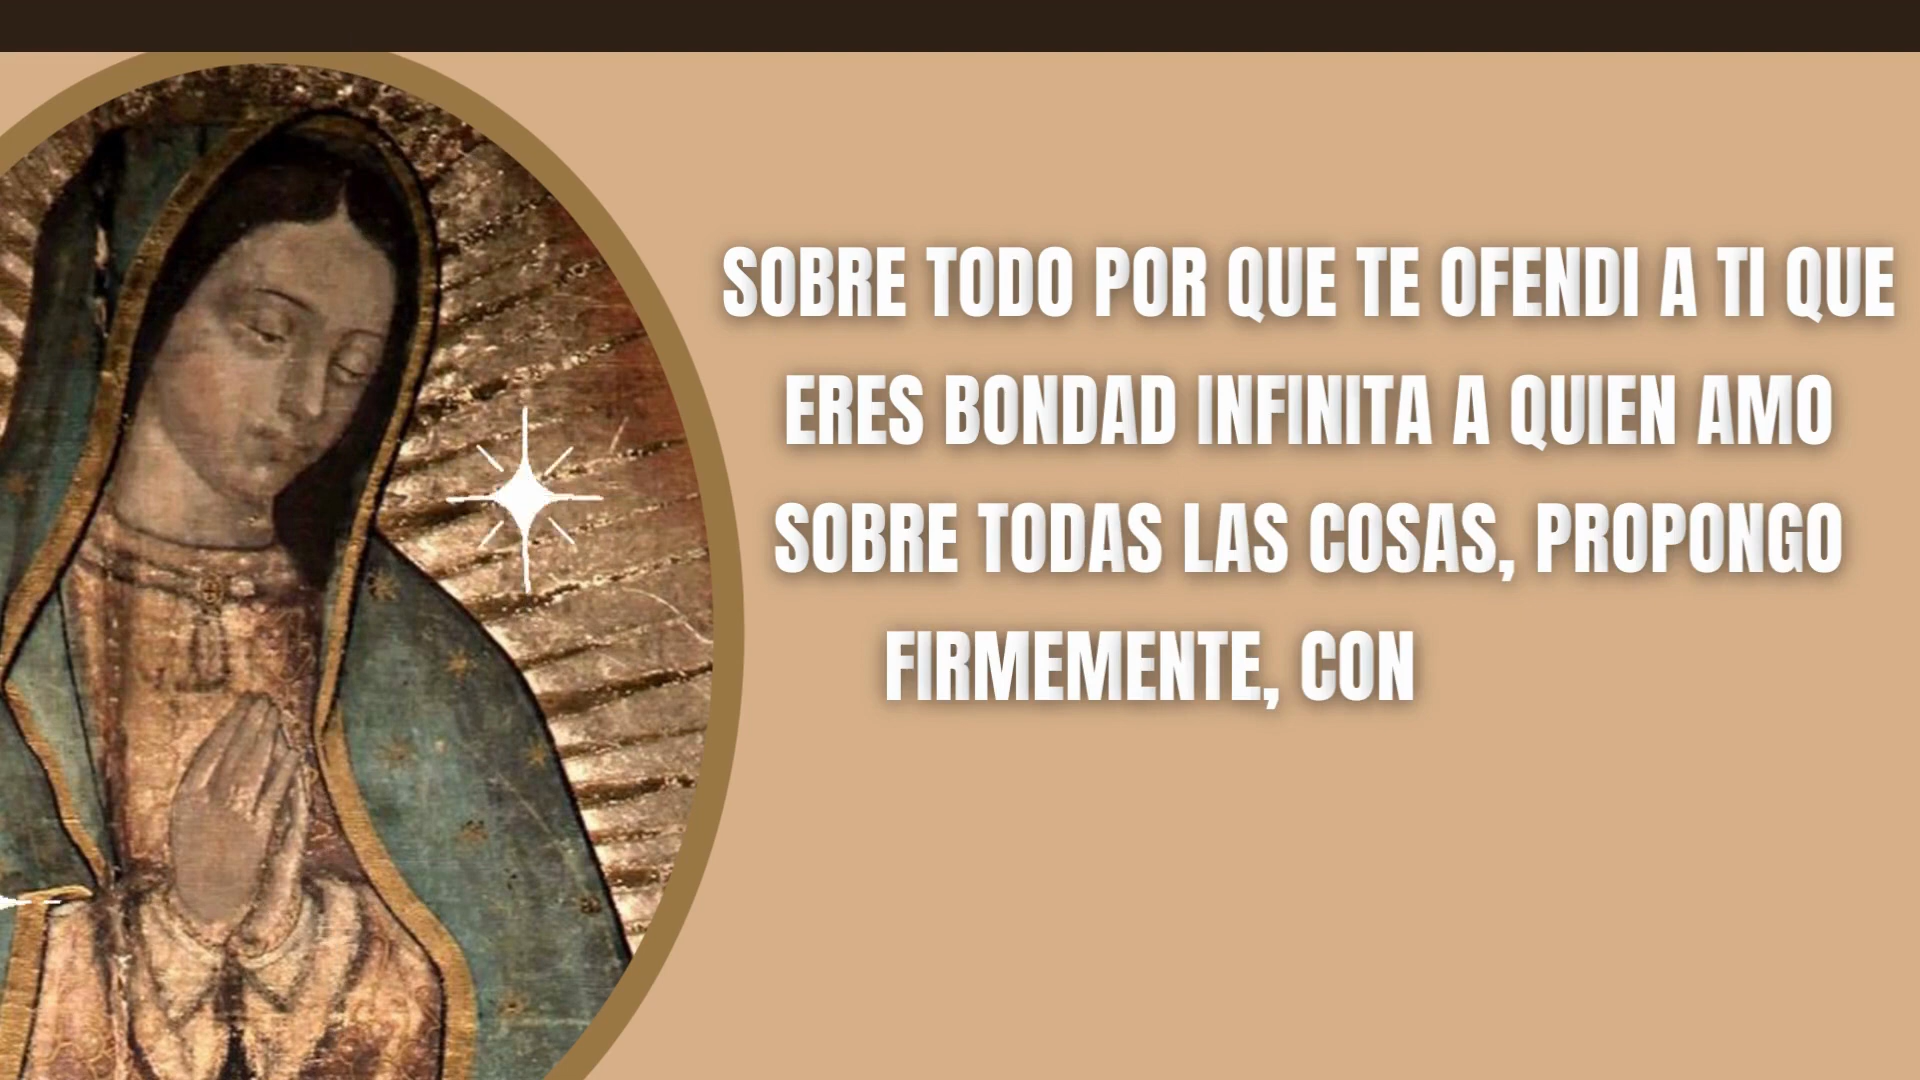 SOBRE TODO POR QUE TE OFENDI A TI QUE
ERES BONDAD INFINITA A QUIEN AMO
SOBRE TODAS LAS COSAS, PROPONGO
FIRMEMENTE, CON